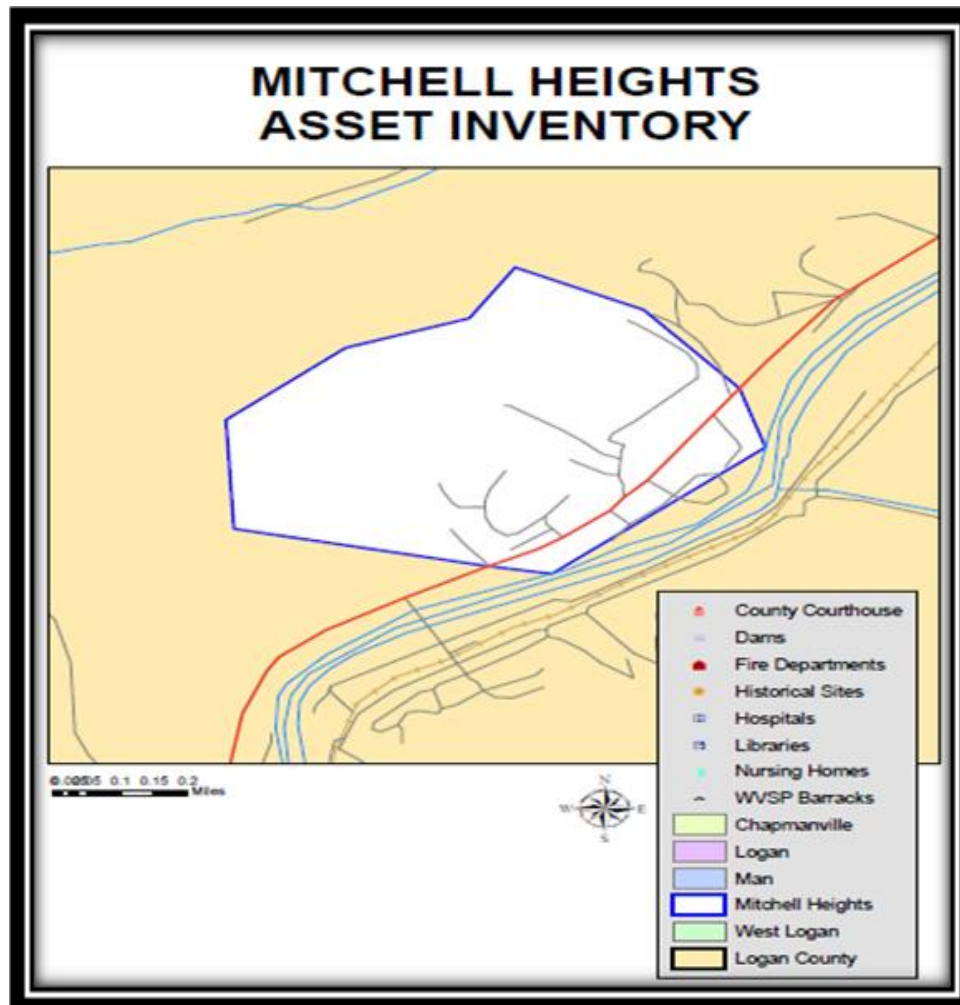 MITCHELL HEIGHTS
ASSET INVENTORY
0.1 0.15 0.2
Miles
N
W E
S
County Courthouse
Dams
Fire Departments
Historical Sites
Hospitals
Libraries
Nursing Homes
WVSP Barracks
Chapmanville
Logan
Man
Mitchell Heights
West Logan
Logan County